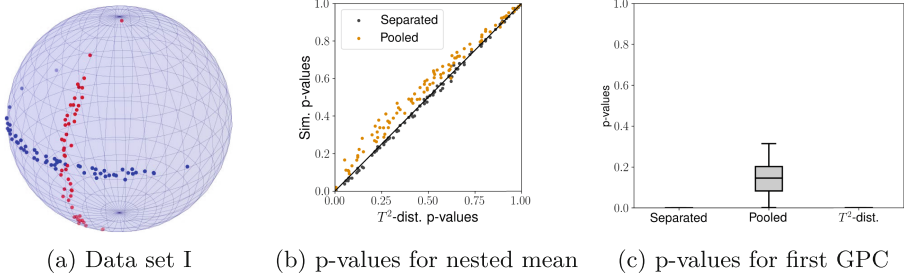 Separated
Pooled
Sim. p-values
1.0
0.8
0.6
0.4
0.2
0.0
0.00 0.25 0.50 0.75 1.00
T²-dist. p-values
p-values
1.0
0.8
0.6
0.4
0.2
0.0
Separated Pooled T²-dist.
(a) Data set I (b) p-values for nested mean (c) p-values for first GPC